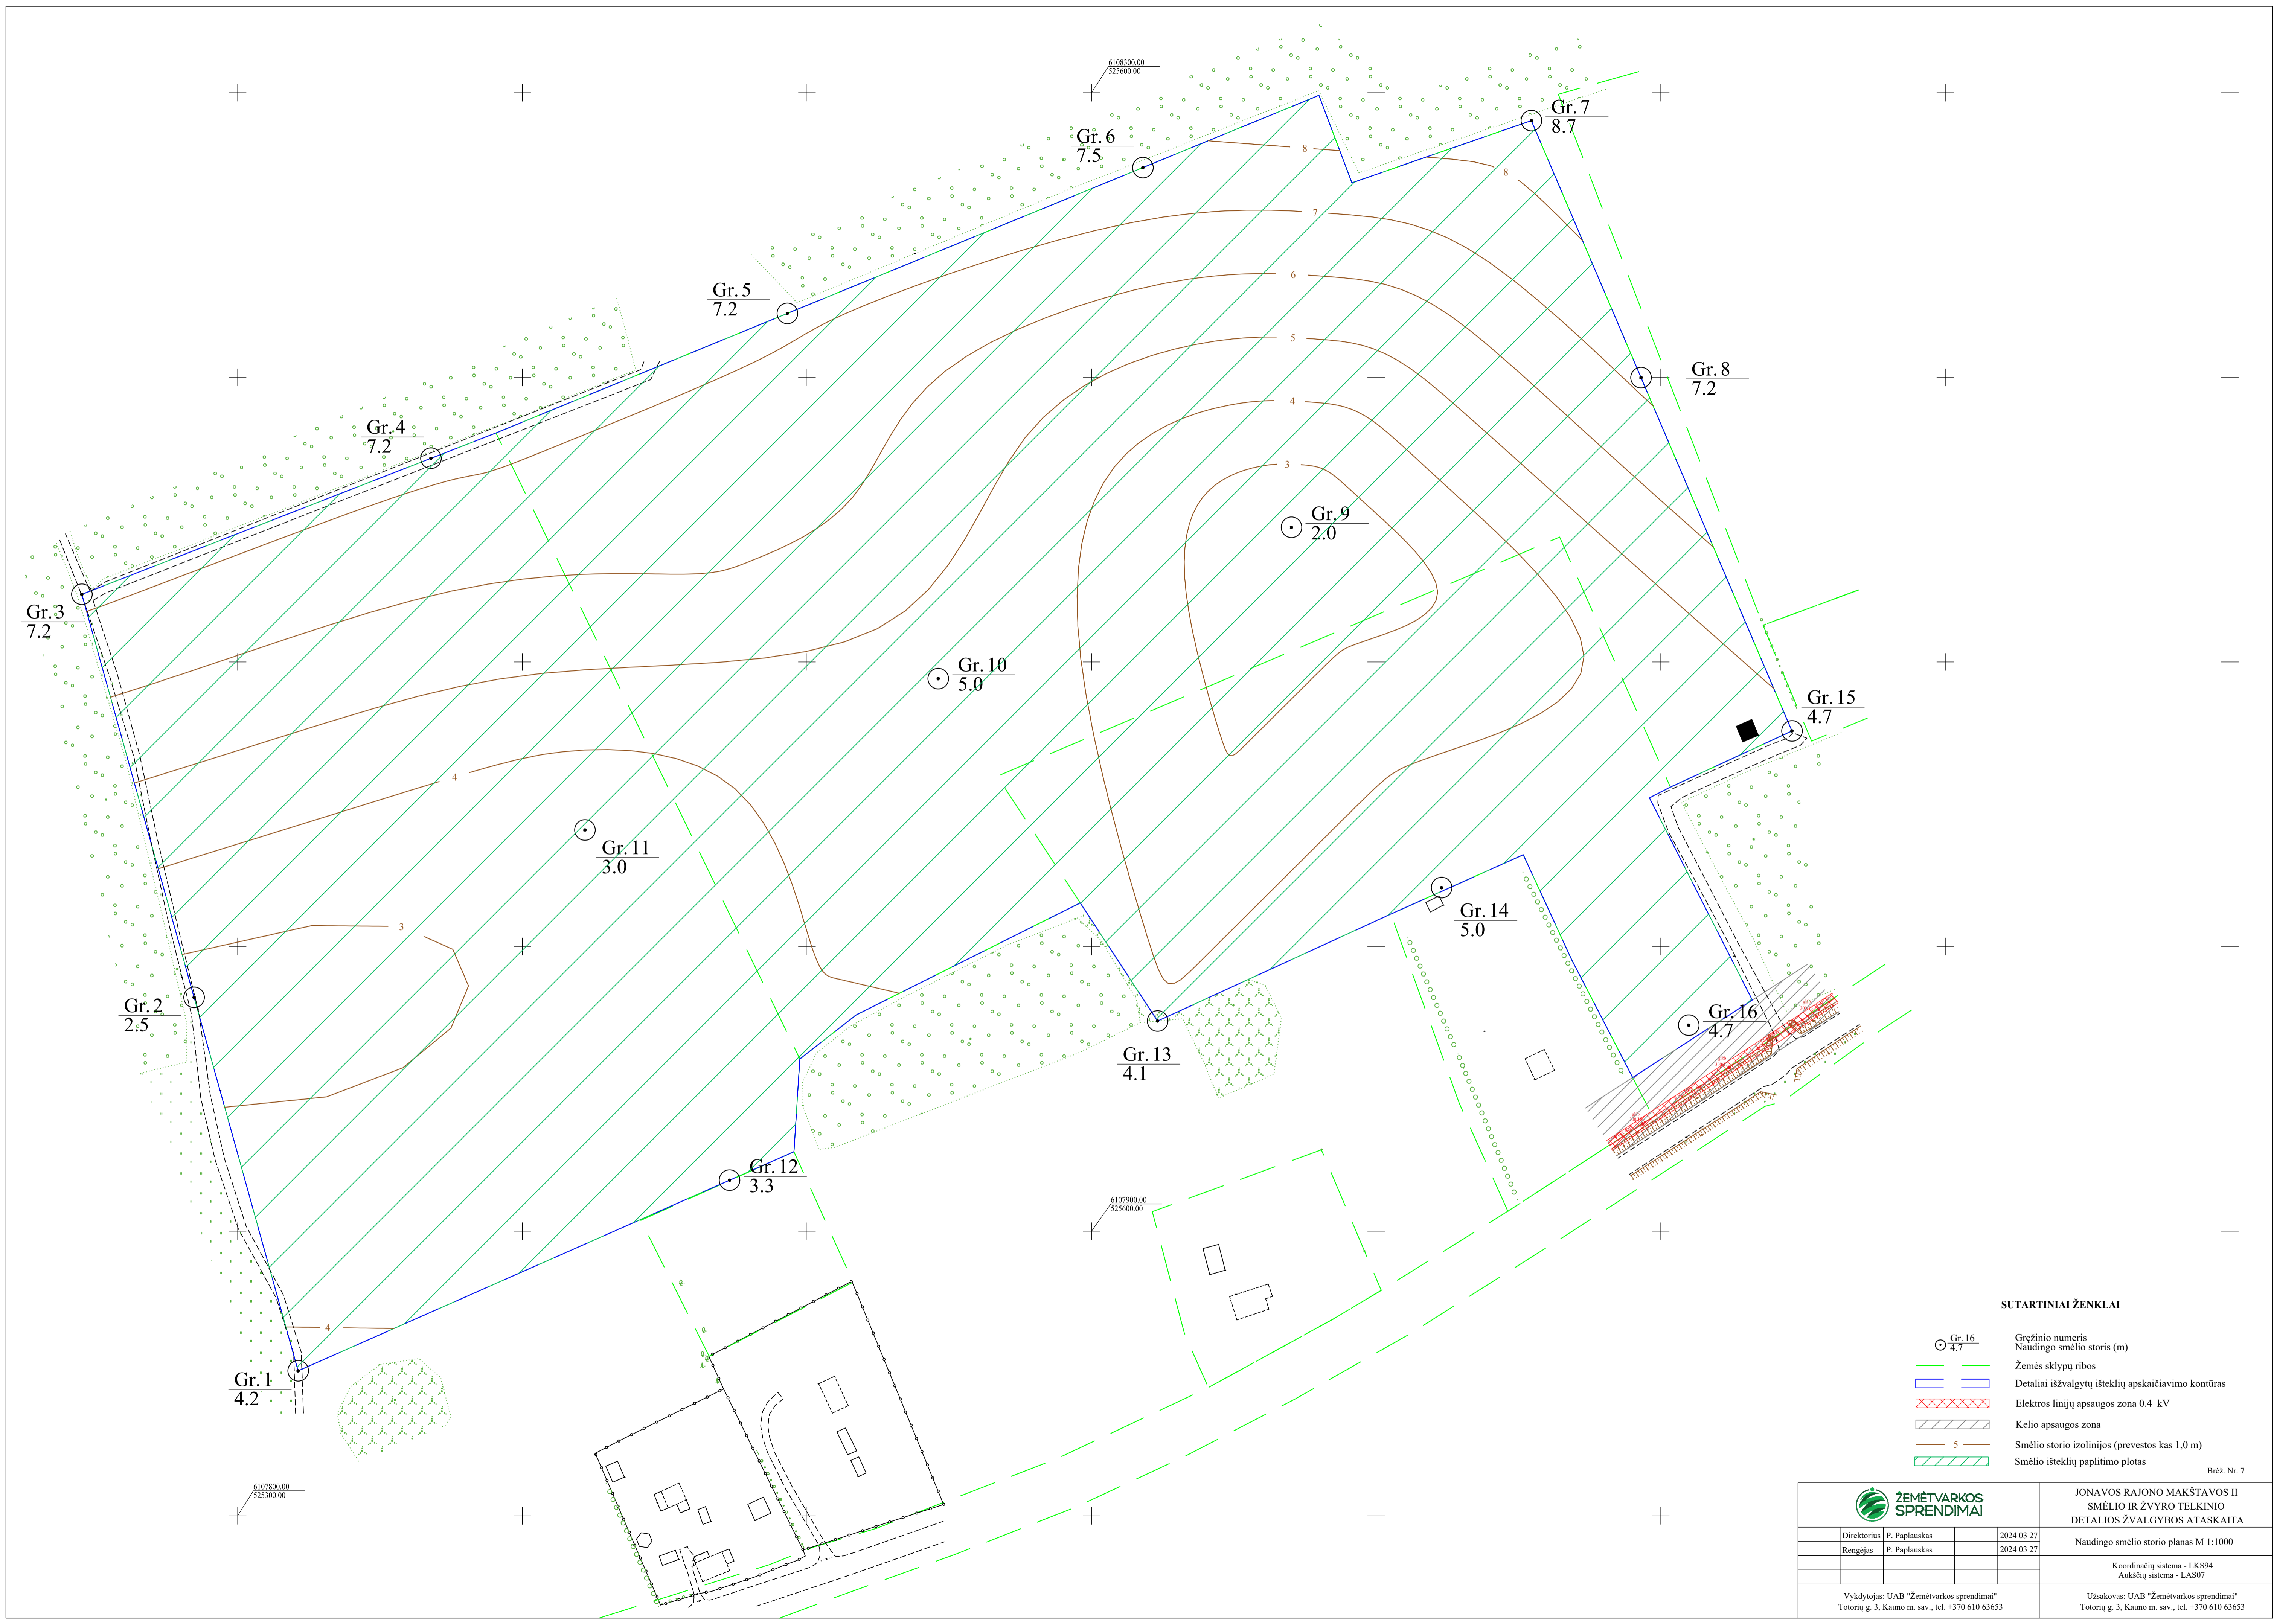 6108300.00
525600.00
Gr. 7
8.7
Gr. 6
7.5
8
8
7
Gr. 5
7.2
6
5
Gr. 8
7.2
4
Gr. 4
7.2
3
Gr. 9
2.0
Gr. 3
7.2
Gr. 10
5.0
Gr. 15
4.7
4
Gr. 11
3.0
Gr. 14
5.0
3
Gr. 2
2.5
Gr. 16
4.7
Gr. 13
4.1
Gr. 12
3.3
6107900.00
525600.00
4
Gr. 1
4.2
6107800.00
525300.00
SUTARTINIAI ŽENKLAI
Gr. 16
4.7
Gręžinio numeris
Naudingo smėlio storis (m)
Žemės sklypų ribos
Detaliai išžvalgytų išteklių apskaičiavimo kontūras
Elektros linijų apsaugos zona 0.4 kV
Kelio apsaugos zona
5
Smėlio storio izolinijos (prevestos kas 1,0 m)
Smėlio išteklių paplitimo plotas
Brėž. Nr. 7
ŽEMĖTVARKOS
SPRENDIMAI
JONAVOS RAJONO MAKŠTAVOS II
SMĖLIO IR ŽVYRO TELKINIO
DETALIOS ŽVALGYBOS ATASKAITA
Direktorius P. Paplauskas 2024 03 27
Rengėjas P. Paplauskas 2024 03 27
Naudingo smėlio storio planas M 1:1000
Koordinačių sistema - LKS94
Aukščių sistema - LAS07
Vykdytojas: UAB "Žemėtvarkos sprendimai"
Totorių g. 3, Kauno m. sav., tel. +370 610 63653
Užsakovas: UAB "Žemėtvarkos sprendimai"
Totorių g. 3, Kauno m. sav., tel. +370 610 63653